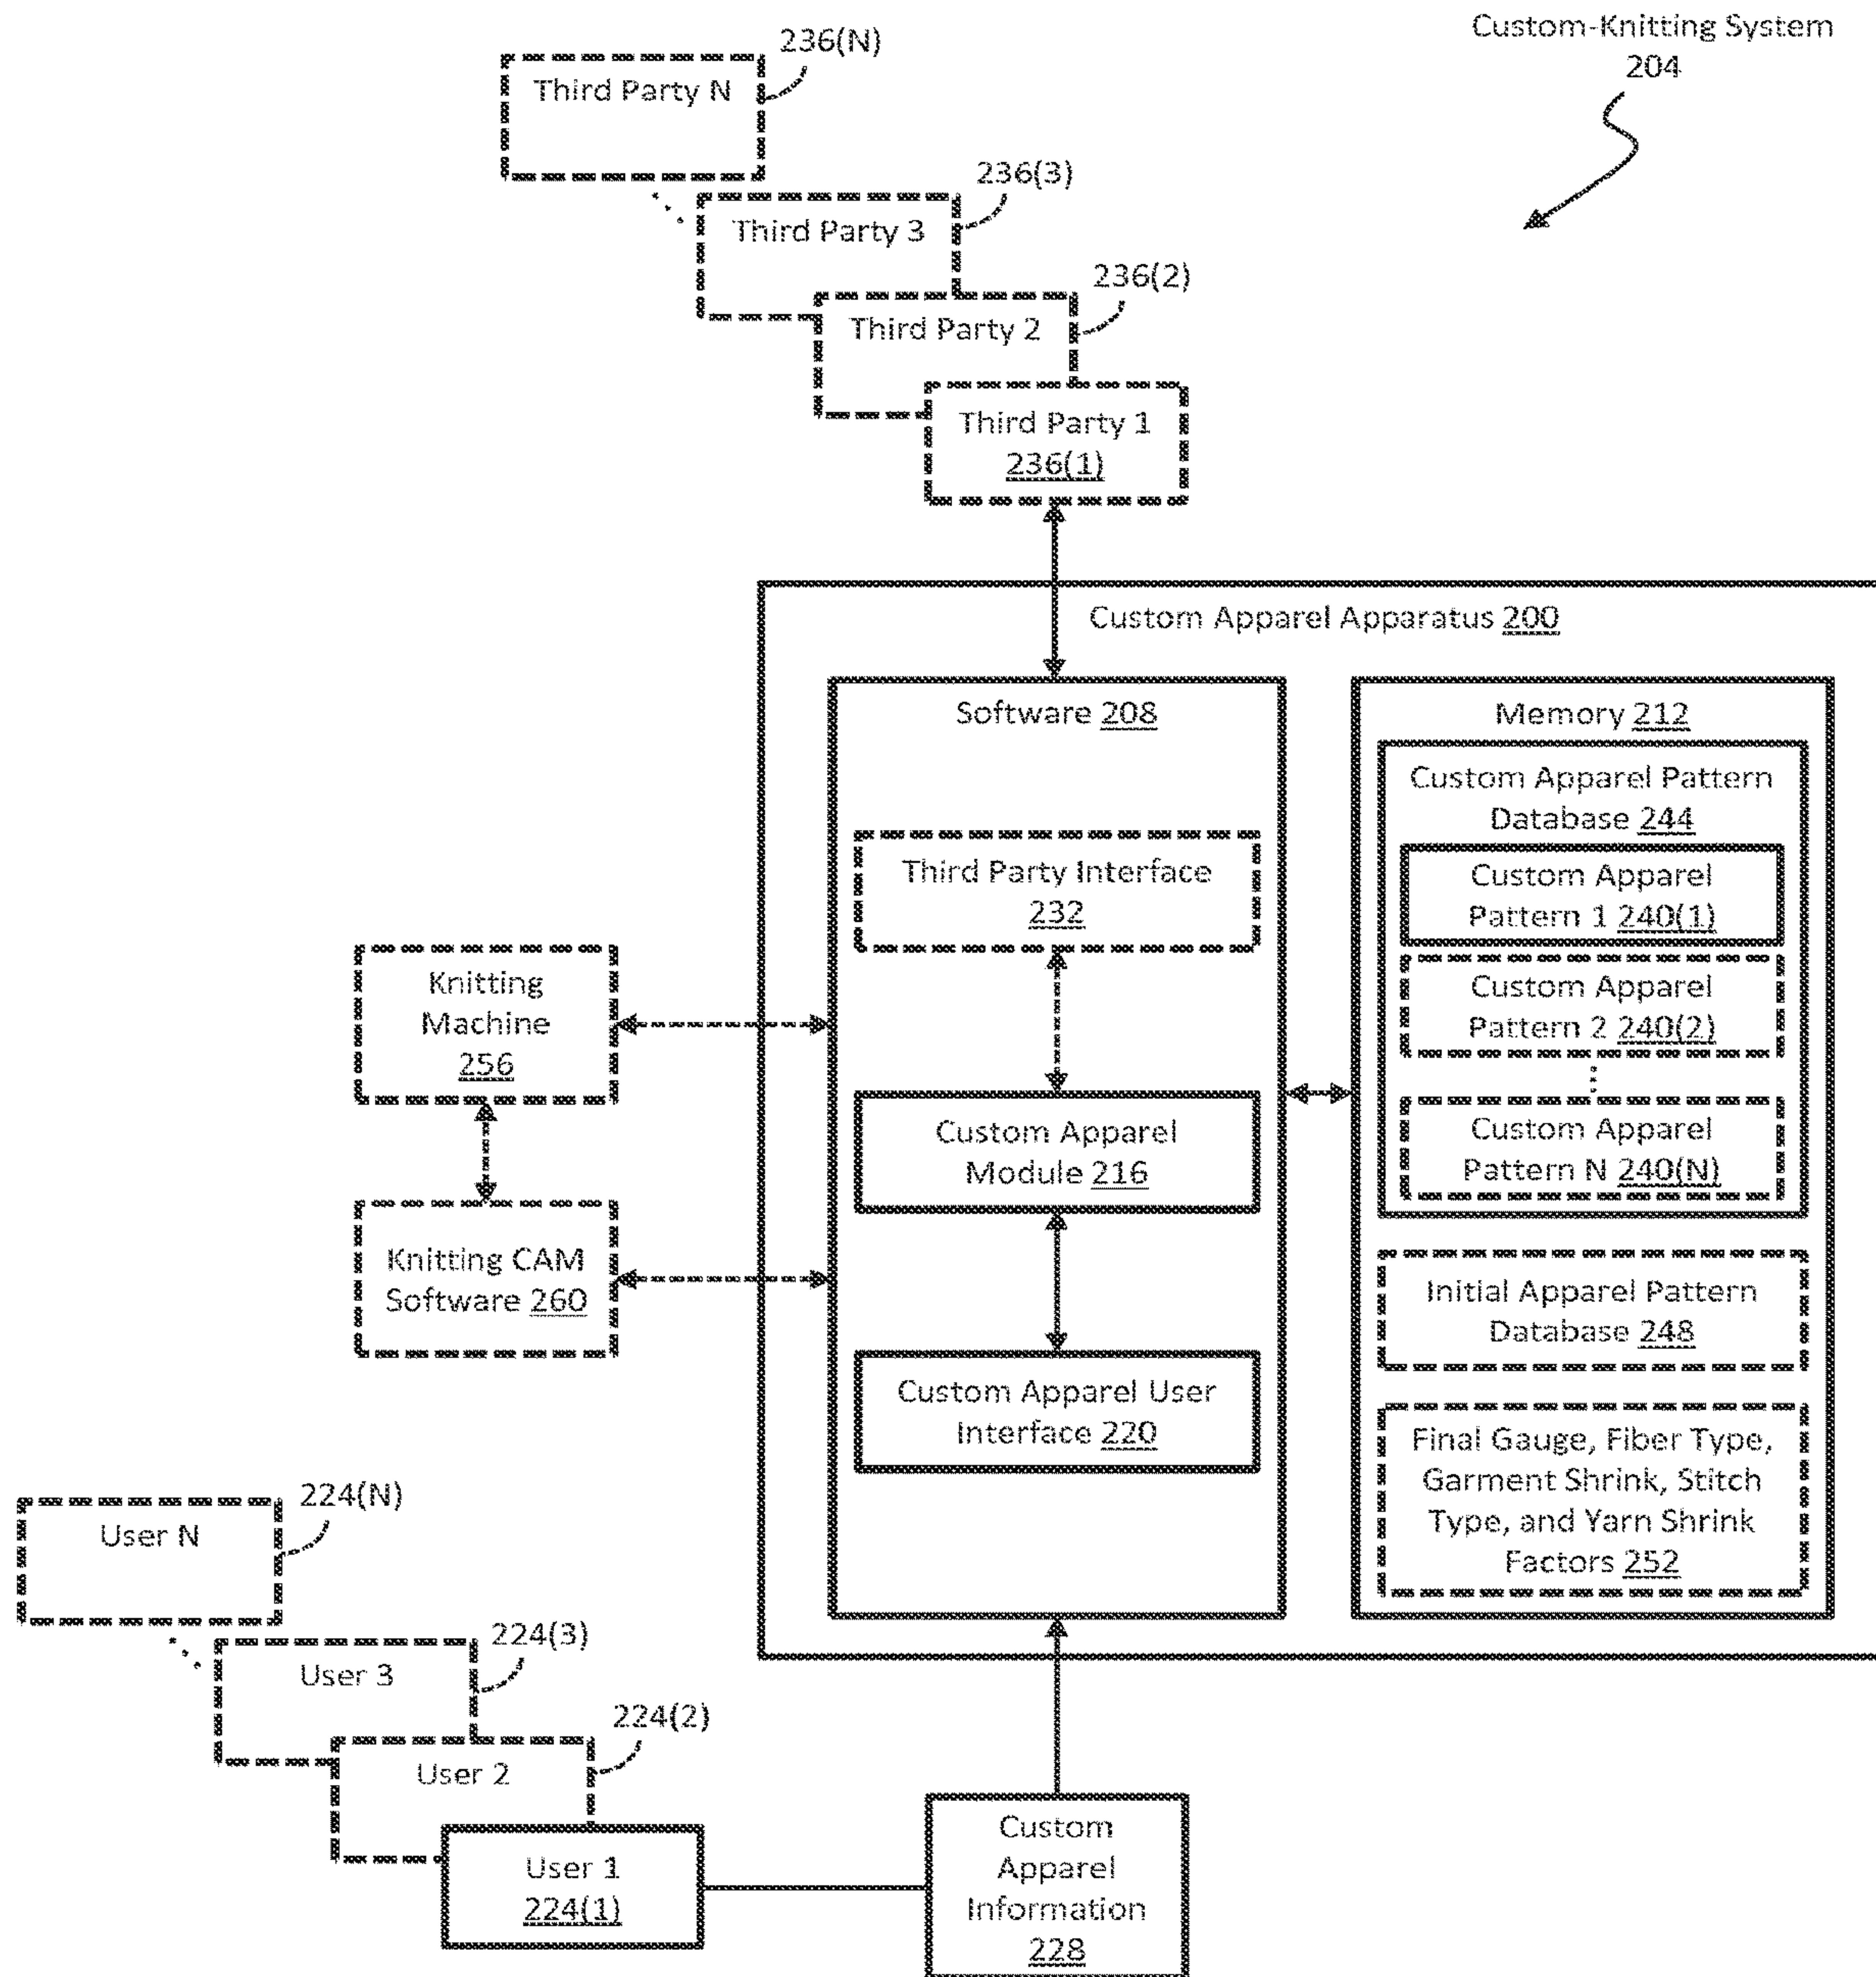 Custom-Knitting System
204
236(N)
Third Party N
236(3)
Third Party 3
236(2)
Third Party 2
Third Party 1
236(1)
Custom Apparel Apparatus 200
Software 208
Third Party Interface
232
Custom Apparel
Module 216
Custom Apparel User
Interface 220
Memory 212
Custom Apparel Pattern
Database 244
Custom Apparel
Pattern 1 240(1)
Custom Apparel
Pattern 2 240(2)
Custom Apparel
Pattern N 240(N)
Initial Apparel Pattern
Database 248
Final Gauge, Fiber Type,
Garment Shrink, Stitch
Type, and Yarn Shrink
Factors 252
Knitting
Machine
256
Knitting CAM
Software 260
224(N)
User N
224(3)
User 3
224(2)
User 2
User 1
224(1)
Custom
Apparel
Information
228